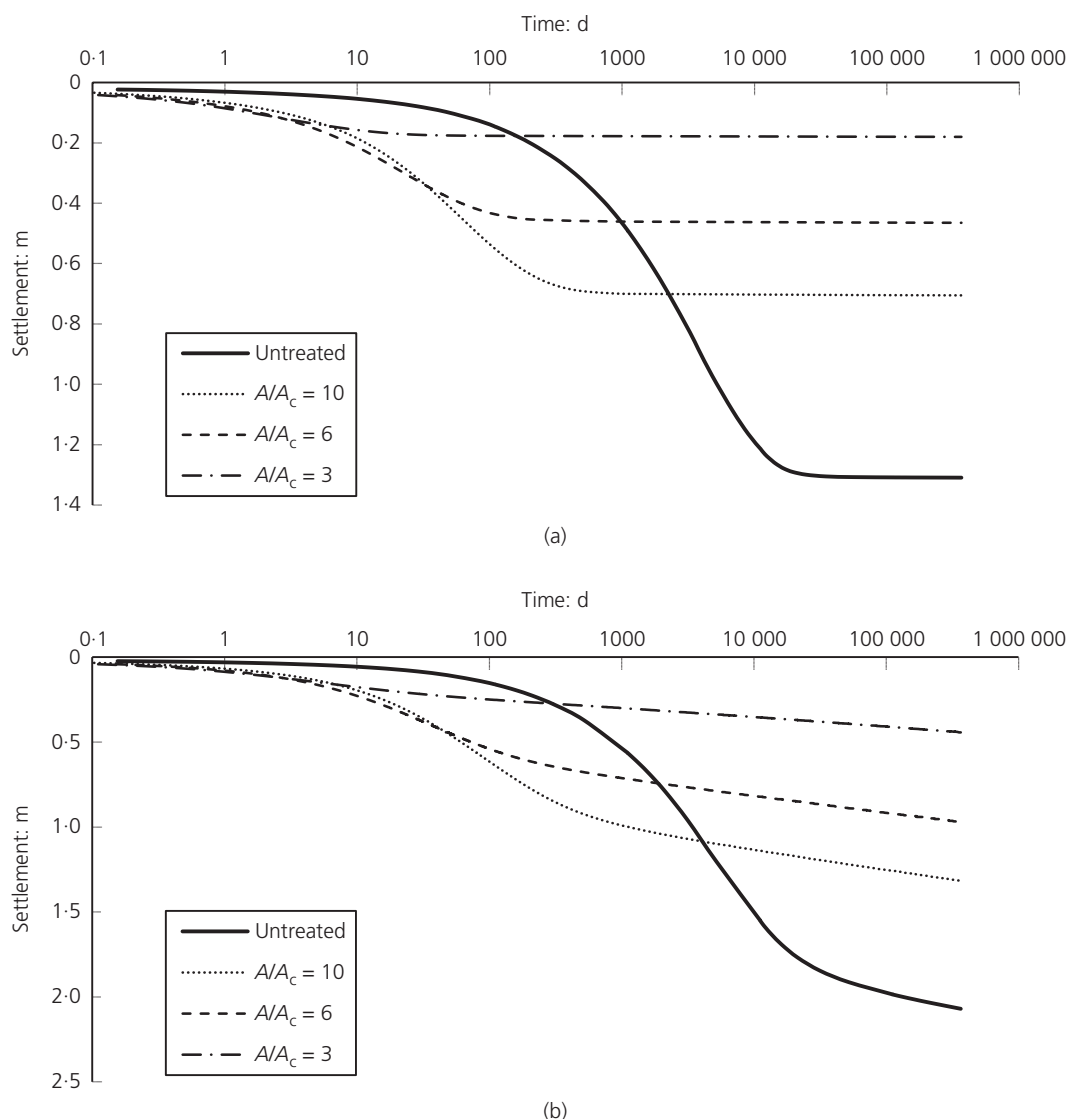 Time: d
0·1 1 10 100 1000 10 000 100 000 1 000 000
0
0·2
0·4
0·6
0·8
1·0
1·2
1·4
Settlement: m
Untreated
A/Ac = 10
A/Ac = 6
A/Ac = 3
(a)
Time: d
0·1 1 10 100 1000 10 000 100 000 1 000 000
0
0·5
1·0
1·5
2·0
2·5
Settlement: m
Untreated
A/Ac = 10
A/Ac = 6
A/Ac = 3
(b)